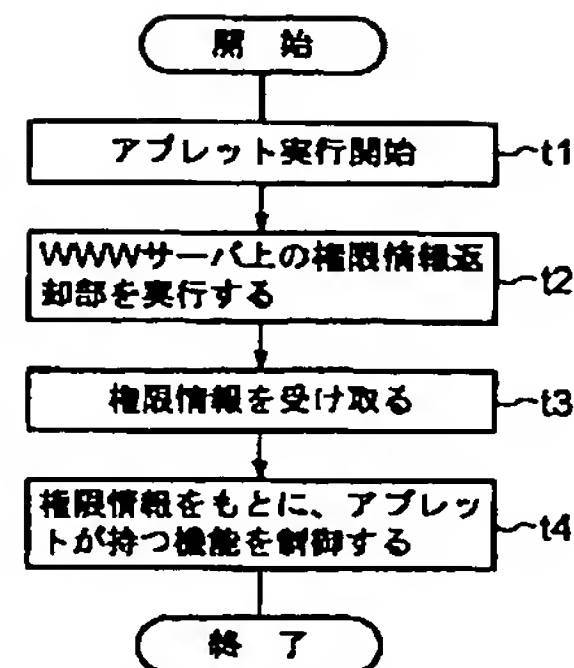 開 始
アプレット実行開始
t1
WWWサーバ上の権限情報返
却部を実行する
t2
権限情報を受け取る
t3
権限情報をもとに、アプレッ
トが持つ機能を制御する
t4
終 了